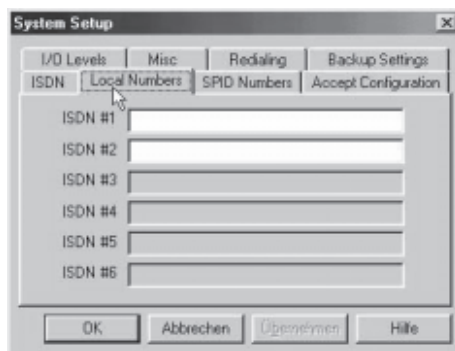 System Setup
I/O Levels Misc Redialing Backup Settings
ISDN Local Numbers SPID Numbers Accept Configuration
ISDN #1
ISDN #2
ISDN #3
ISDN #4
ISDN #5
ISDN #6
OK Abbrechen Übernehmen Hilfe